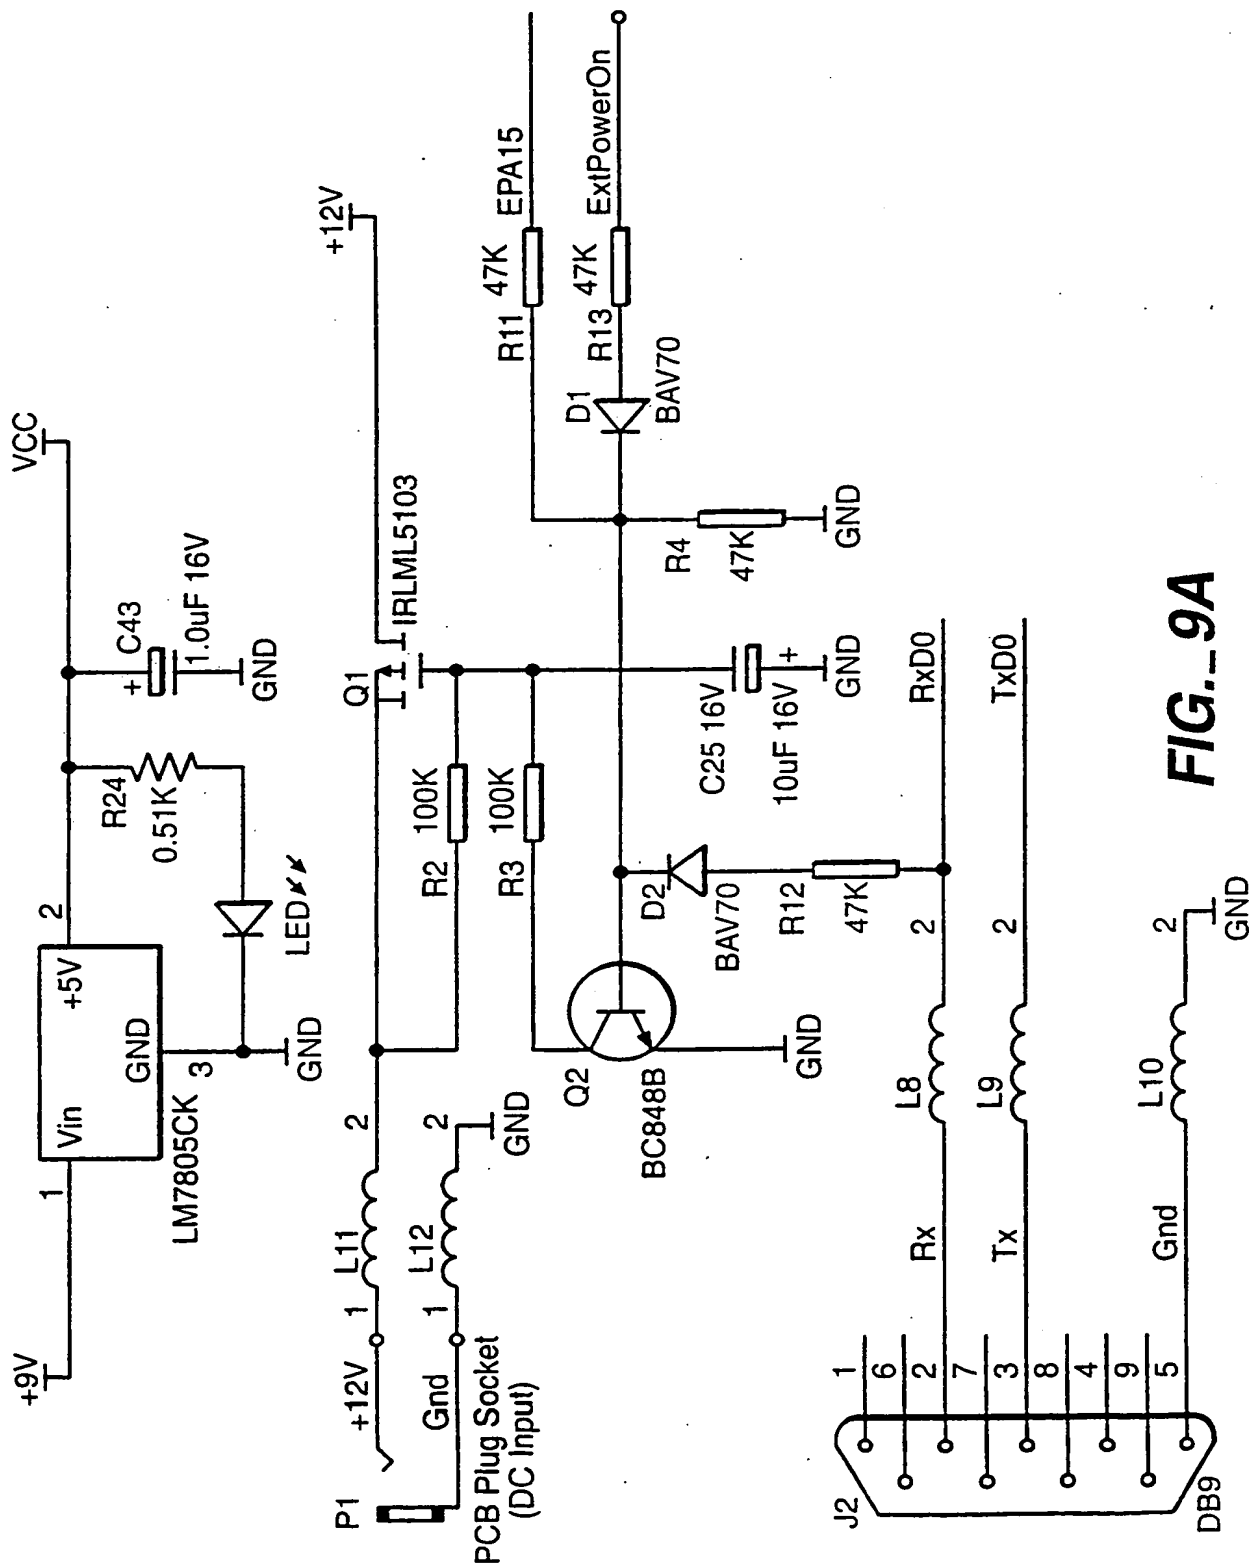 +9V
1
Vin
+5V
GND
2
3
LM7805CK
GND
LED
R24
0.51K
+
C43
1.0uF 16V
GND
VCC
P1
+12V
Gnd
PCB Plug Socket
(DC Input)
1
L11
2
1
L12
2
GND
R2
100K
R3
100K
Q1
IRLML5103
+12V
Q2
BC848B
GND
C25 16V
10uF 16V
+
GND
D2
BAV70
R12
47K
R4
47K
GND
D1
BAV70
R11
47K
EPA15
R13
47K
ExtPowerOn
J2
DB9
1
6
2
7
3
8
4
9
5
Rx
L8
2
RxD0
Tx
L9
2
TxD0
Gnd
L10
2
GND
FIG._9A